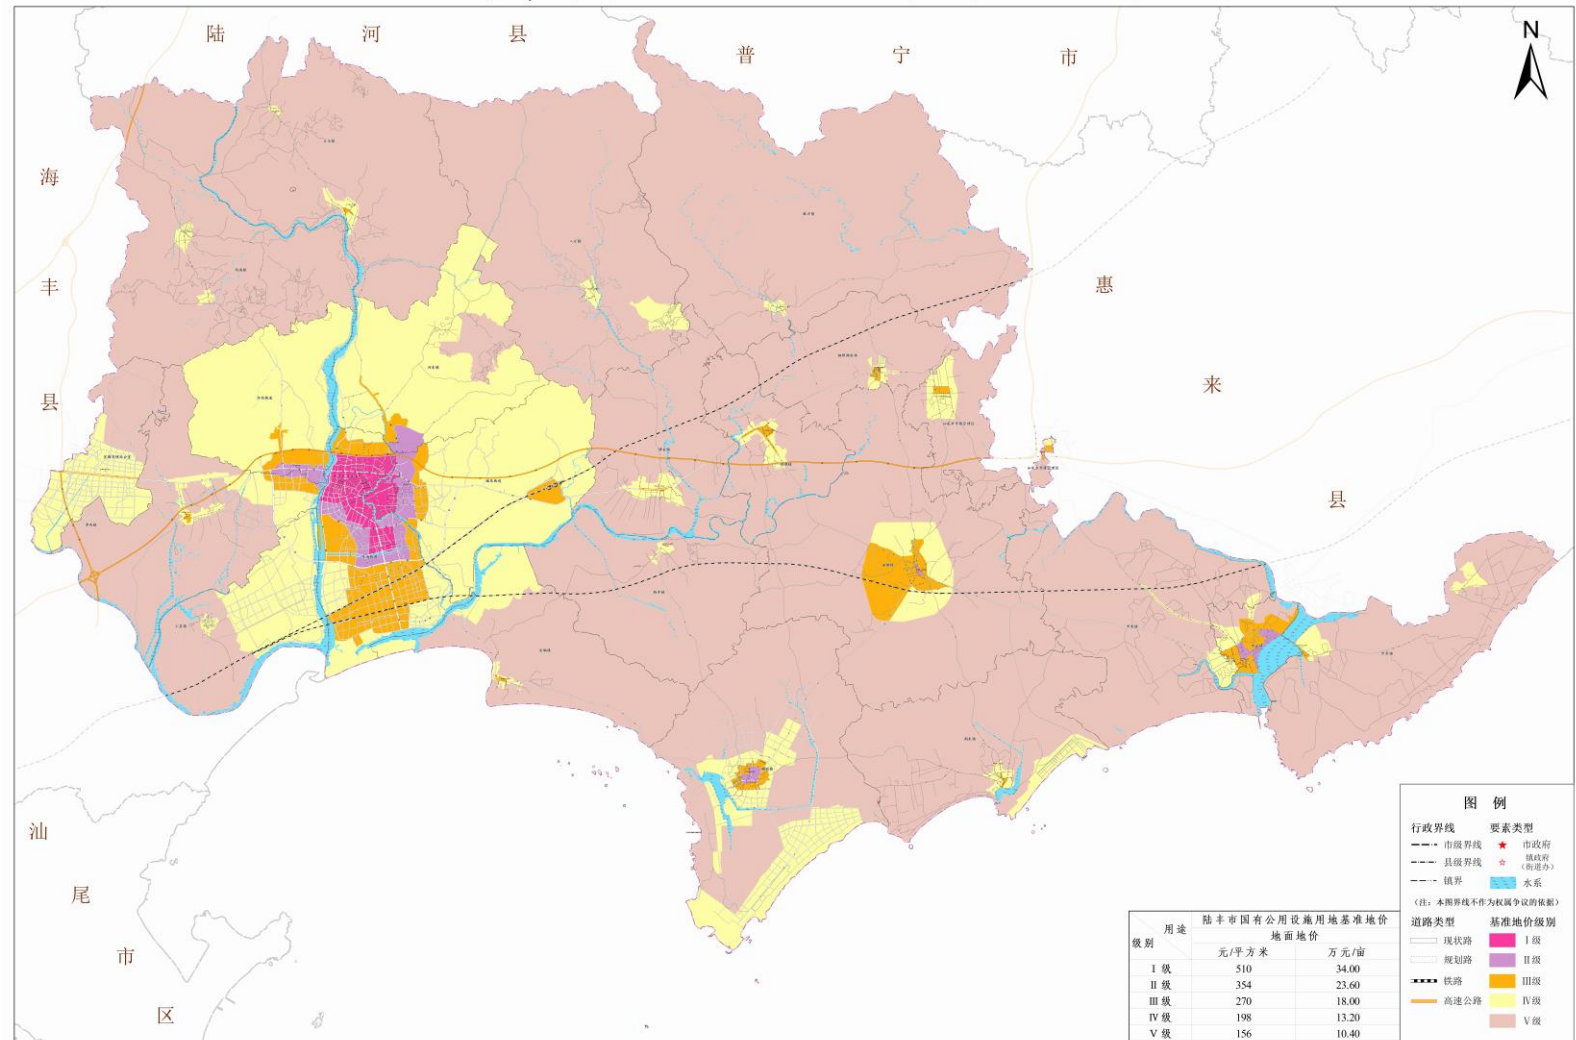 陆河县
普宁市
N
海丰县
惠来县
汕尾市区
图 例
行政界线 要素类型
市级界线 市政府
县级界线 镇政府
(街道办)
镇界 水系
(注：本图界线不作为权属争议的依据)
道路类型 基准地价级别
现状路 Ⅰ级
规划路 Ⅱ级
铁路 Ⅲ级
高速公路 Ⅳ级
Ⅴ级
用途 陆丰市国有公用设施用地基准地价
级别 地面地价
元/平方米 万元/亩
Ⅰ级 510 34.00
Ⅱ级 354 23.60
Ⅲ级 270 18.00
Ⅳ级 198 13.20
Ⅴ级 156 10.40